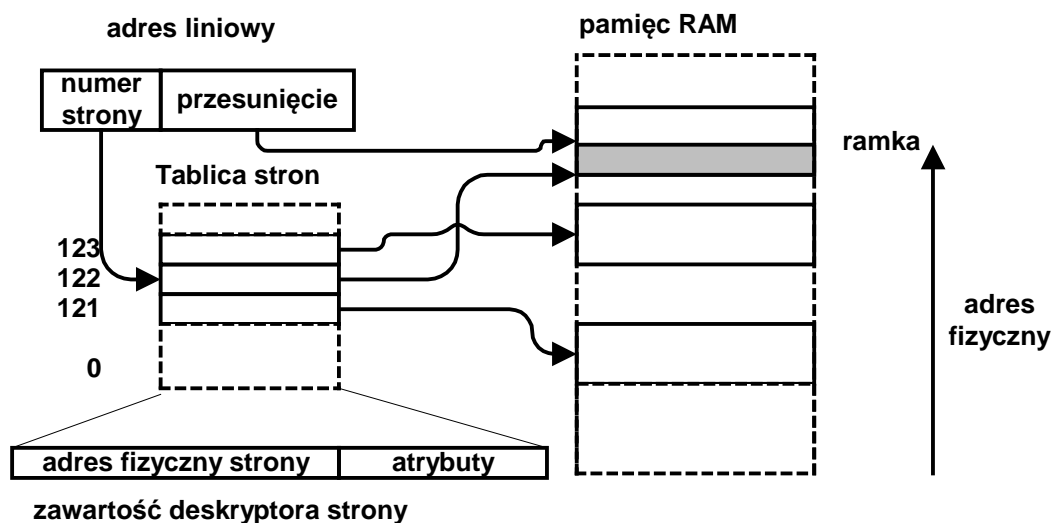 adres liniowy
pamięc RAM
numer
strony
przesunięcie
ramka
Tablica stron
123
122
121
0
adres
fizyczny
adres fizyczny strony
atrybuty
zawartość deskryptora strony